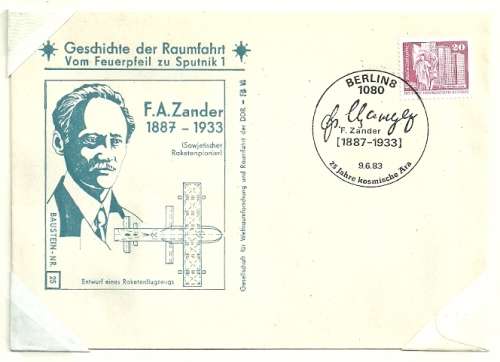 Geschichte der Raumfahrt
Vom Feuerpfeil zu Sputnik 1
F.A.Zander
1887 – 1933
(Sowjetischer
Raketenpionier)
Entwurf eines Raketenflugzeugs
BAUSTEIN-NR. 25
Gesellschaft für Weltraumforschung und Raumfahrt der DDR
20
BERLIN 8
1080
F. Zander
[1887-1933]
9.6.83
25 Jahre kosmische Ära